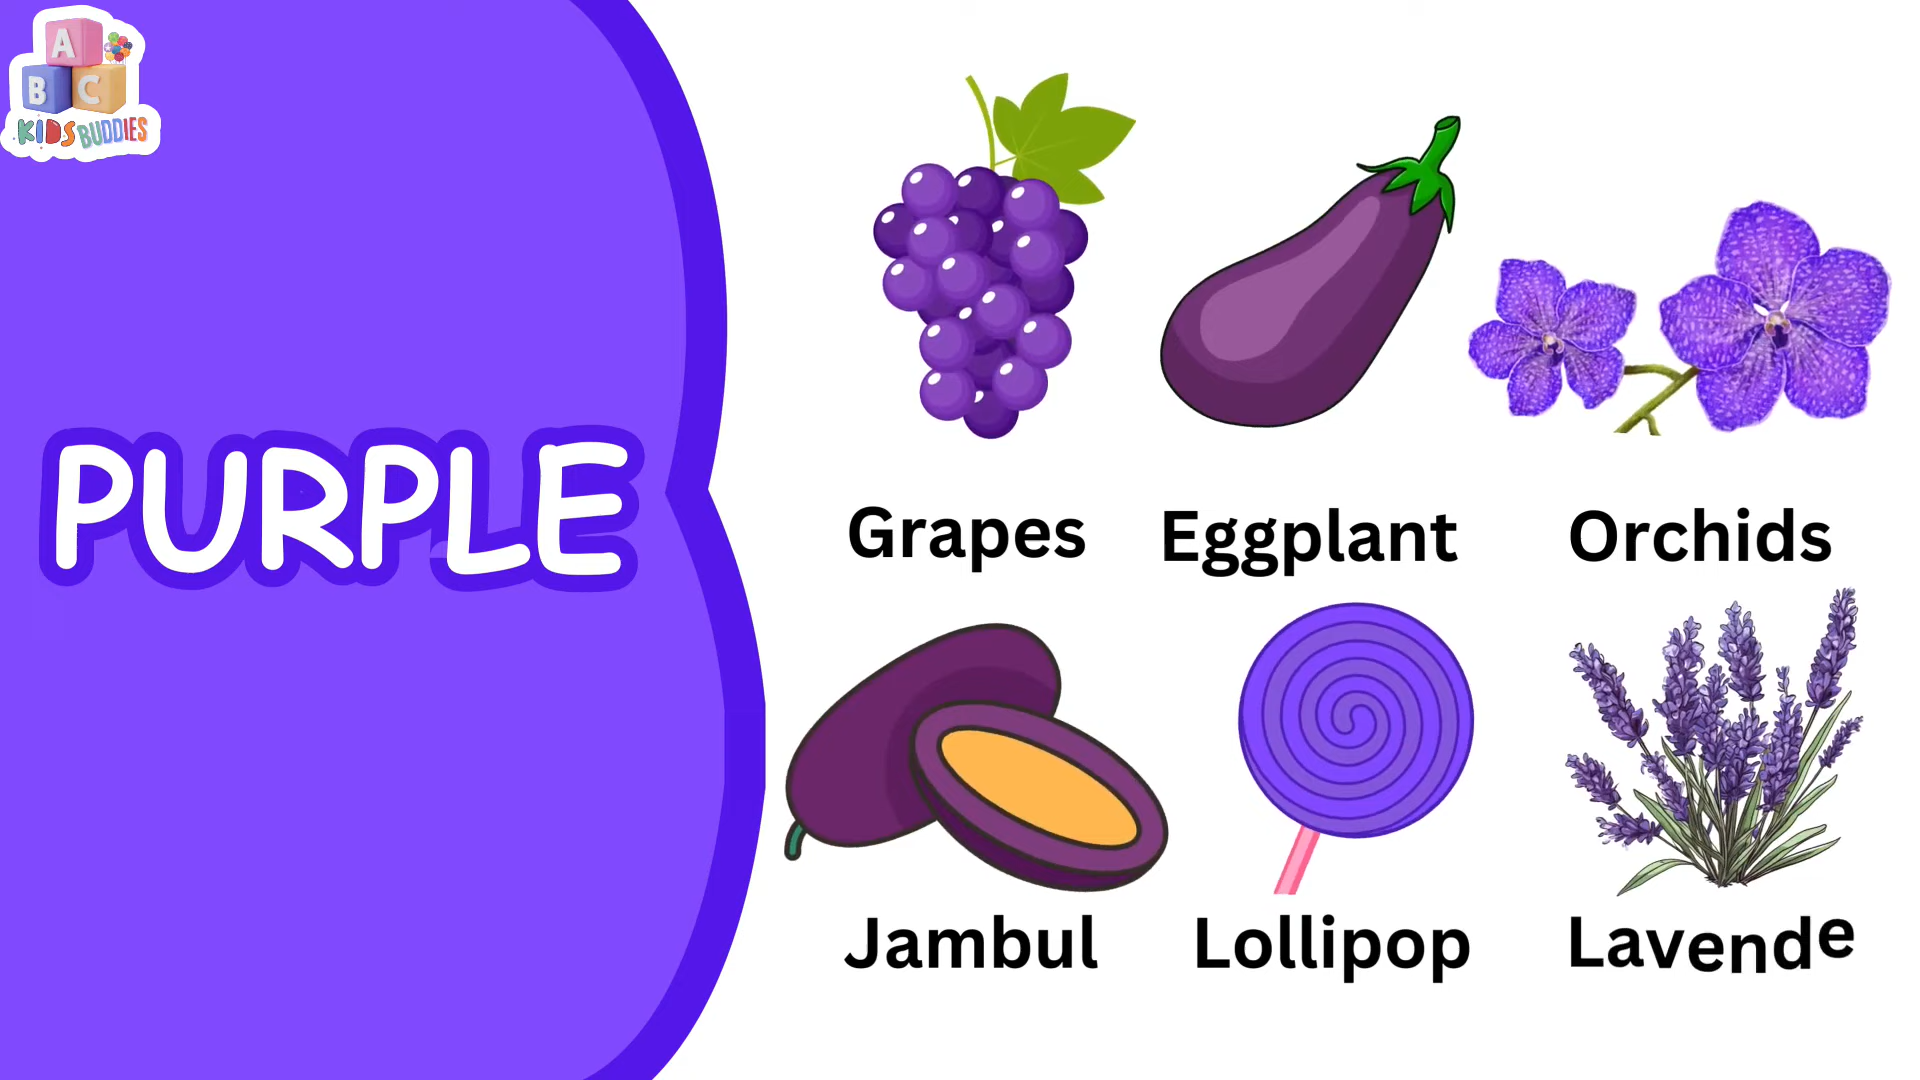 A
B C
KIDS BUDDIES
PURPLE
Grapes Eggplant Orchids
Jambul Lollipop Lavende